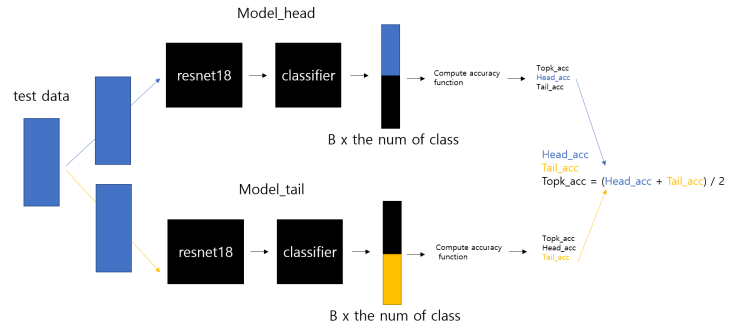 Model_head
test data
resnet18
classifier
Compute accuracy
function
Topk_acc
Head_acc
Tail_acc
B x the num of class
Head_acc
Tail_acc
Topk_acc = (Head_acc + Tail_acc) / 2
Model_tail
resnet18
classifier
Compute accuracy
function
Topk_acc
Head_acc
Tail_acc
B x the num of class